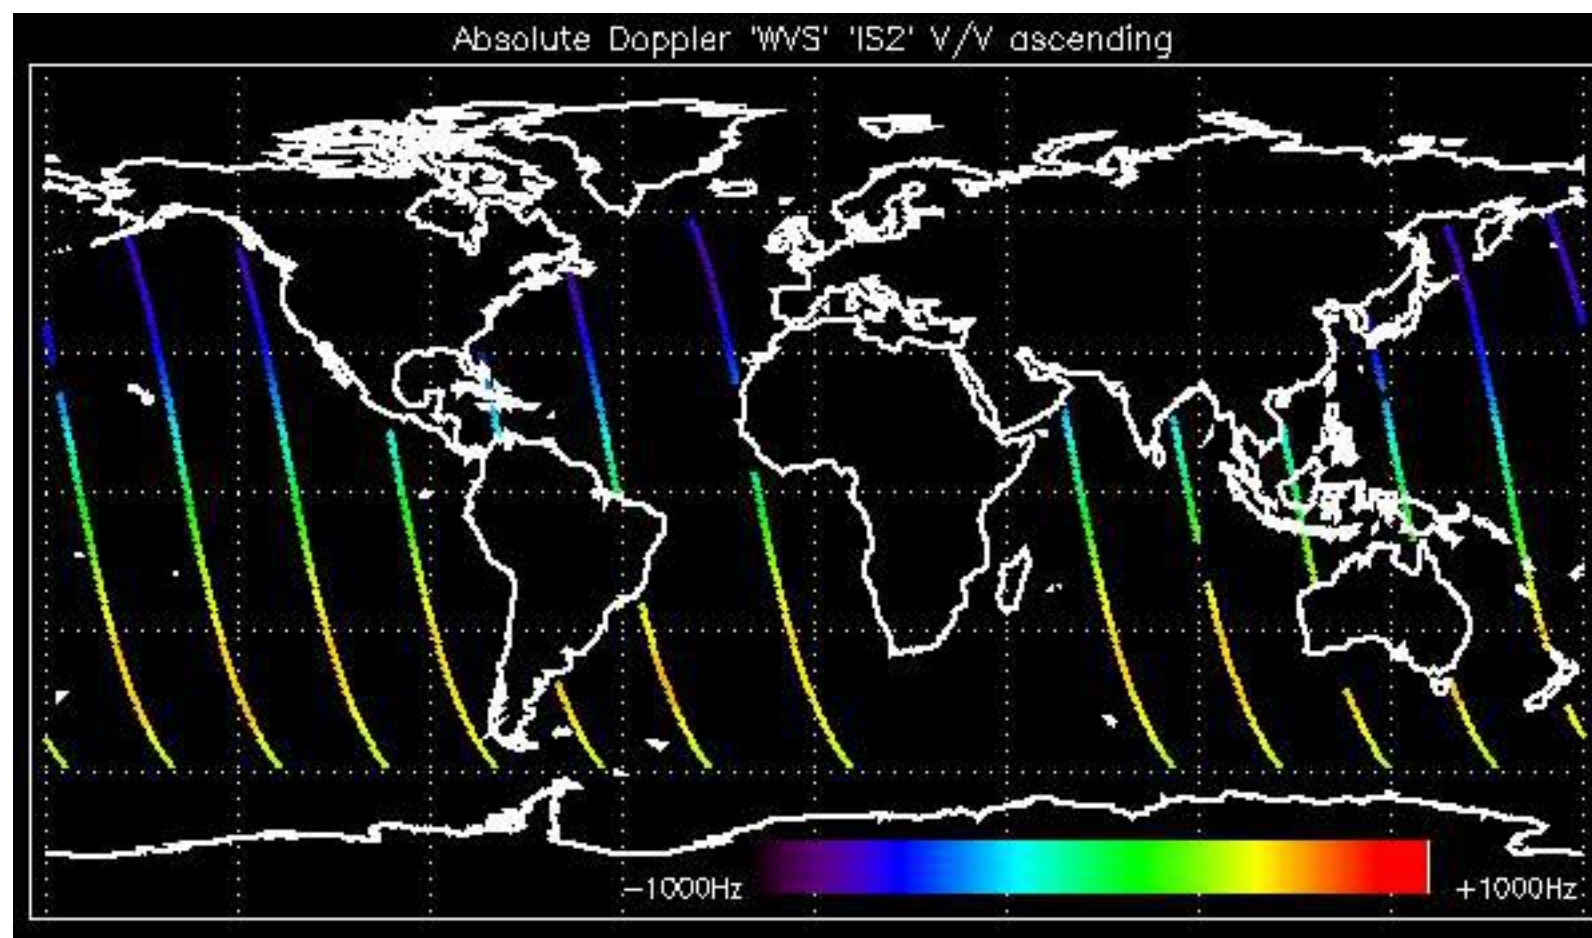 Absolute Doppler 'WVS' 'IS2' V/V ascending
-1000Hz
+1000Hz